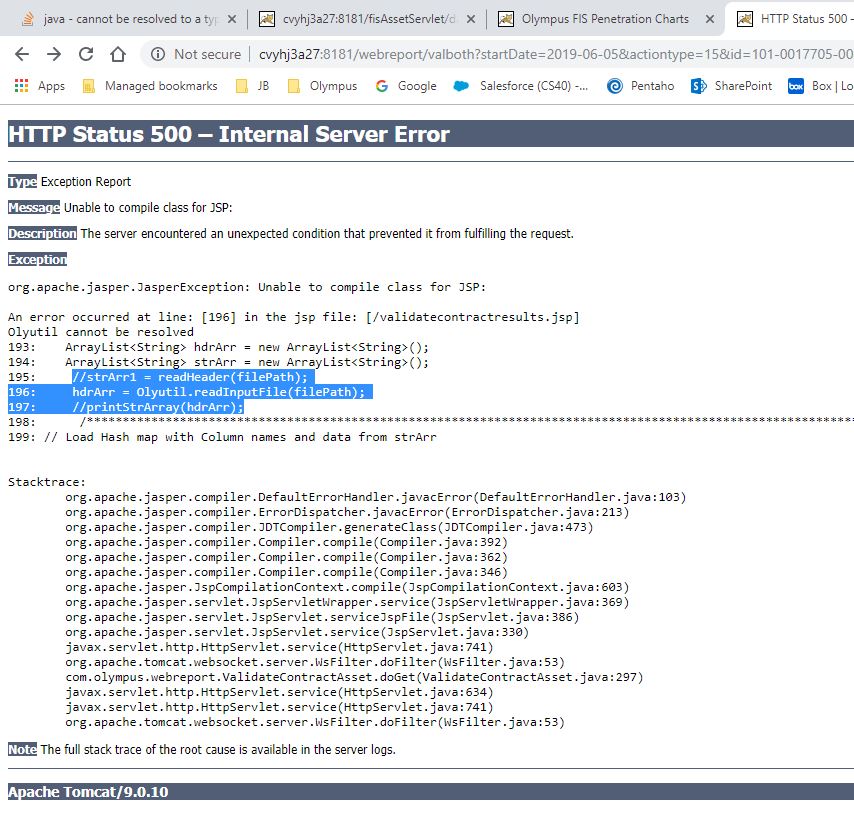 java - cannot be resolved to a typ
cvyhj3a27:8181/fisAssetServlet/da
Olympus FIS Penetration Charts
HTTP Status 500 -
Not secure
cvyhj3a27:8181/webreport/valboth?startDate=2019-06-05&actiontype=15&id=101-0017705-00
Apps
Managed bookmarks
JB
Olympus
Google
Salesforce (CS40) -...
Pentaho
SharePoint
box
Box | Lo
HTTP Status 500 – Internal Server Error
Type Exception Report
Message Unable to compile class for JSP:
Description The server encountered an unexpected condition that prevented it from fulfilling the request.
Exception
org.apache.jasper.JasperException: Unable to compile class for JSP:
An error occurred at line: [196] in the jsp file: [/validatecontractresults.jsp]
Olyutil cannot be resolved
193:    ArrayList<String> hdrArr = new ArrayList<String>();
194:    ArrayList<String> strArr = new ArrayList<String>();
195:     //strArr1 = readHeader(filePath);
196:     hdrArr = Olyutil.readInputFile(filePath);
197:     //printStrArray(hdrArr);
198:      /*********************************************************************************************************
199: // Load Hash map with Column names and data from strArr
Stacktrace:
org.apache.jasper.compiler.DefaultErrorHandler.javacError(DefaultErrorHandler.java:103)
org.apache.jasper.compiler.ErrorDispatcher.javacError(ErrorDispatcher.java:213)
org.apache.jasper.compiler.JDTCompiler.generateClass(JDTCompiler.java:473)
org.apache.jasper.compiler.Compiler.compile(Compiler.java:392)
org.apache.jasper.compiler.Compiler.compile(Compiler.java:362)
org.apache.jasper.compiler.Compiler.compile(Compiler.java:346)
org.apache.jasper.JspCompilationContext.compile(JspCompilationContext.java:603)
org.apache.jasper.servlet.JspServletWrapper.service(JspServletWrapper.java:369)
org.apache.jasper.servlet.JspServlet.serviceJspFile(JspServlet.java:386)
org.apache.jasper.servlet.JspServlet.service(JspServlet.java:330)
javax.servlet.http.HttpServlet.service(HttpServlet.java:741)
org.apache.tomcat.websocket.server.WsFilter.doFilter(WsFilter.java:53)
com.olympus.webreport.ValidateContractAsset.doGet(ValidateContractAsset.java:297)
javax.servlet.http.HttpServlet.service(HttpServlet.java:634)
javax.servlet.http.HttpServlet.service(HttpServlet.java:741)
org.apache.tomcat.websocket.server.WsFilter.doFilter(WsFilter.java:53)
Note The full stack trace of the root cause is available in the server logs.
Apache Tomcat/9.0.10